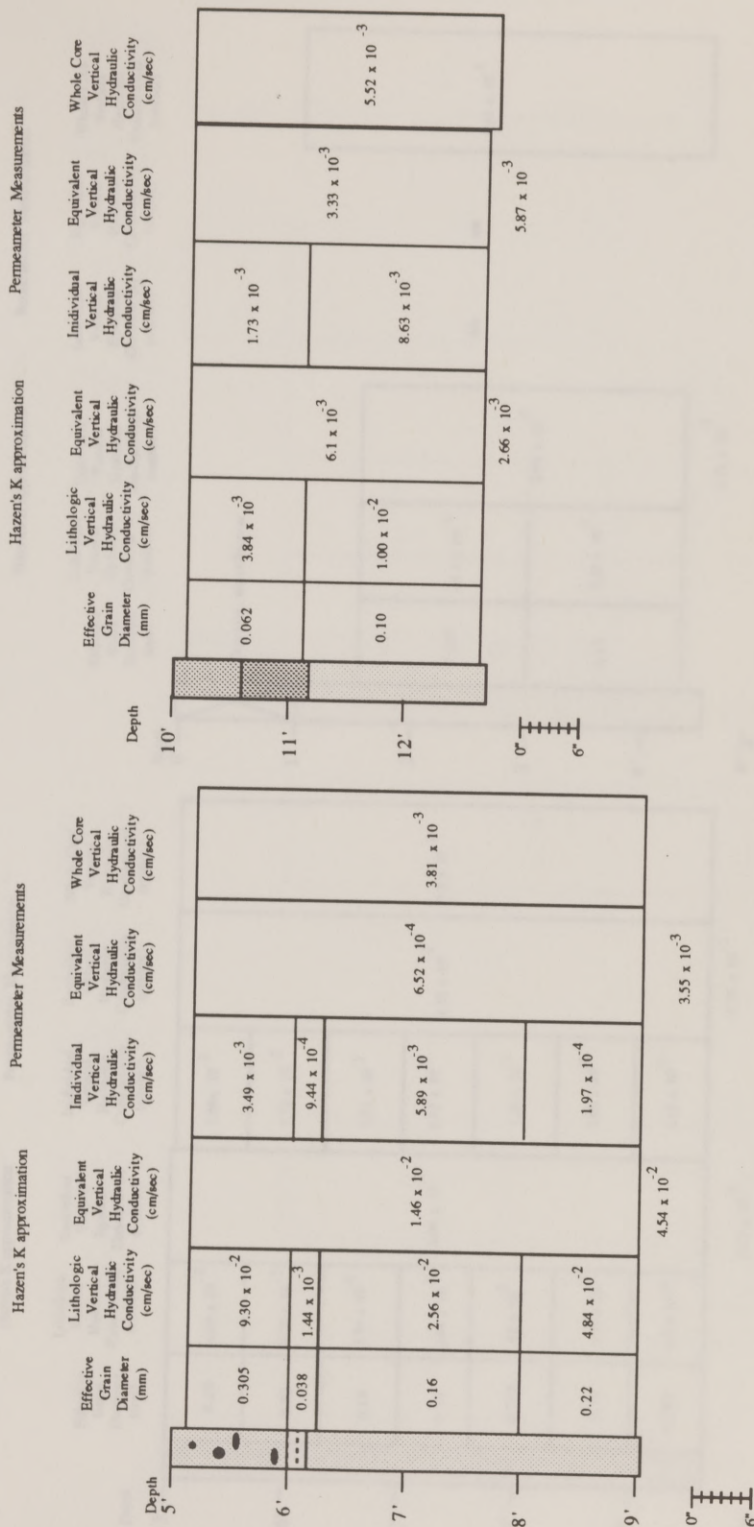 Hazen's K approximation
Permeameter Measurements
Depth
Effective
Grain
Diameter
(mm)
Lithologic
Vertical
Hydraulic
Conductivity
(cm/sec)
Equivalent
Vertical
Hydraulic
Conductivity
(cm/sec)
Inidividual
Vertical
Hydraulic
Conductivity
(cm/sec)
Equivalent
Vertical
Hydraulic
Conductivity
(cm/sec)
Whole Core
Vertical
Hydraulic
Conductivity
(cm/sec)
5'
6'
7'
8'
9'
0.305
0.038
0.16
0.22
9.30 x 10^-2
1.44 x 10^-3
2.56 x 10^-2
4.84 x 10^-2
1.46 x 10^-2
4.54 x 10^-2
3.49 x 10^-3
9.44 x 10^-4
5.89 x 10^-3
1.97 x 10^-4
6.52 x 10^-4
3.55 x 10^-3
3.81 x 10^-3
0"
6"
Hazen's K approximation
Permeameter Measurements
Depth
Effective
Grain
Diameter
(mm)
Lithologic
Vertical
Hydraulic
Conductivity
(cm/sec)
Equivalent
Vertical
Hydraulic
Conductivity
(cm/sec)
Inidividual
Vertical
Hydraulic
Conductivity
(cm/sec)
Equivalent
Vertical
Hydraulic
Conductivity
(cm/sec)
Whole Core
Vertical
Hydraulic
Conductivity
(cm/sec)
10'
11'
12'
0.062
0.10
3.84 x 10^-3
1.00 x 10^-2
6.1 x 10^-3
2.66 x 10^-3
1.73 x 10^-3
8.63 x 10^-3
3.33 x 10^-3
5.87 x 10^-3
5.52 x 10^-3
0"
6"